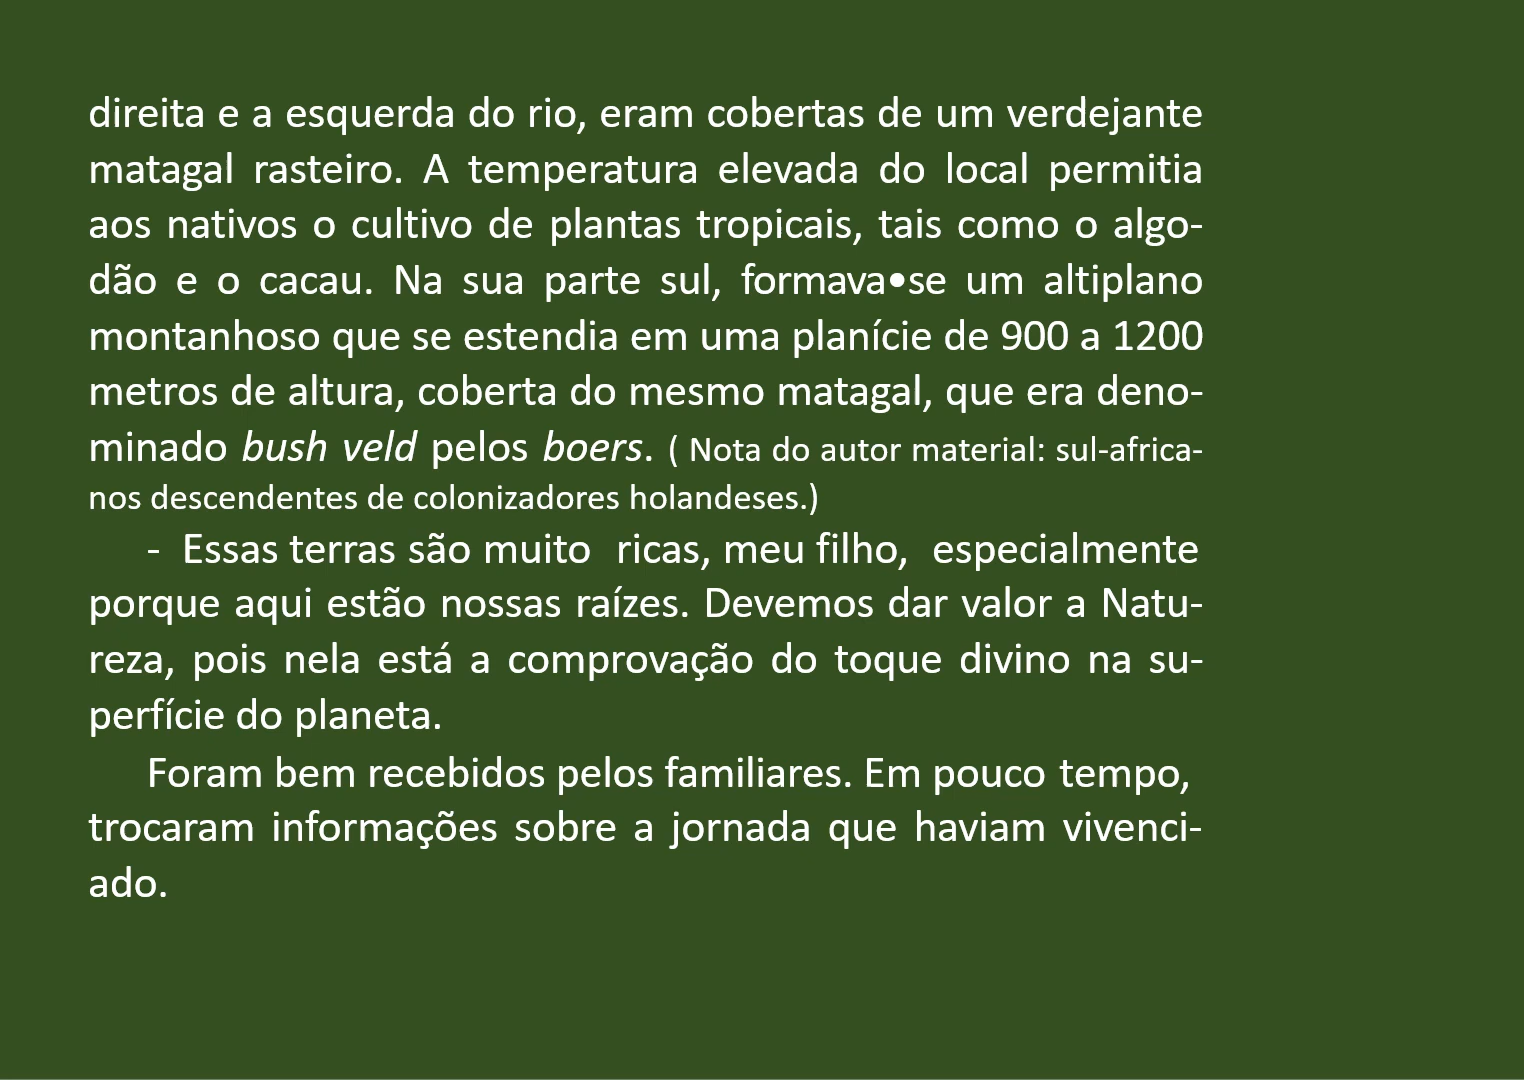 direita e a esquerda do rio, eram cobertas de um verdejante
matagal rasteiro. A temperatura elevada do local permitia
aos nativos o cultivo de plantas tropicais, tais como o algo-
dão e o cacau. Na sua parte sul, formava•se um altiplano
montanhoso que se estendia em uma planície de 900 a 1200
metros de altura, coberta do mesmo matagal, que era deno-
minado bush veld pelos boers. ( Nota do autor material: sul-africa-
nos descendentes de colonizadores holandeses.)
- Essas terras são muito ricas, meu filho, especialmente
porque aqui estão nossas raízes. Devemos dar valor a Natu-
reza, pois nela está a comprovação do toque divino na su-
perfície do planeta.
Foram bem recebidos pelos familiares. Em pouco tempo,
trocaram informações sobre a jornada que haviam vivenci-
ado.